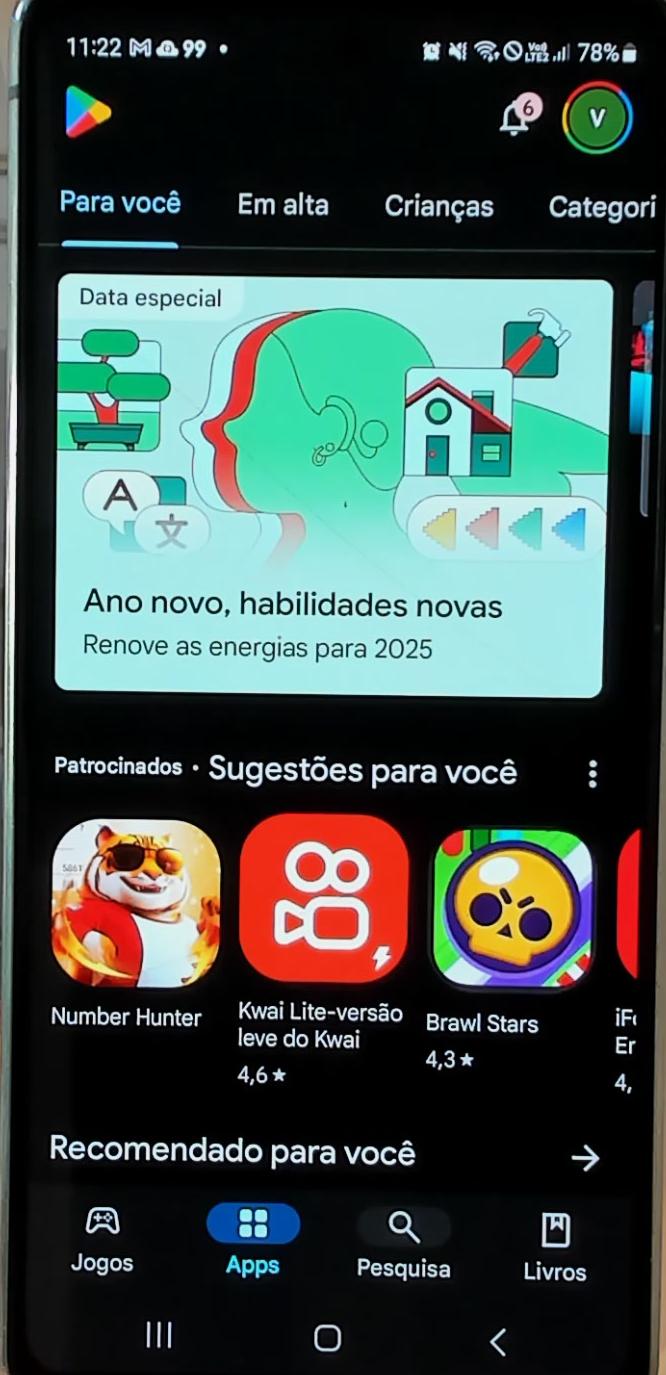 11:22 99
78%
6
V
Para você Em alta Crianças Categori
Data especial
A
文
Ano novo, habilidades novas
Renove as energias para 2025
Patrocinados • Sugestões para você
Number Hunter
Kwai Lite-versão
leve do Kwai
4,6★
Brawl Stars
4,3★
Er
4,
Recomendado para você
Jogos Apps Pesquisa Livros